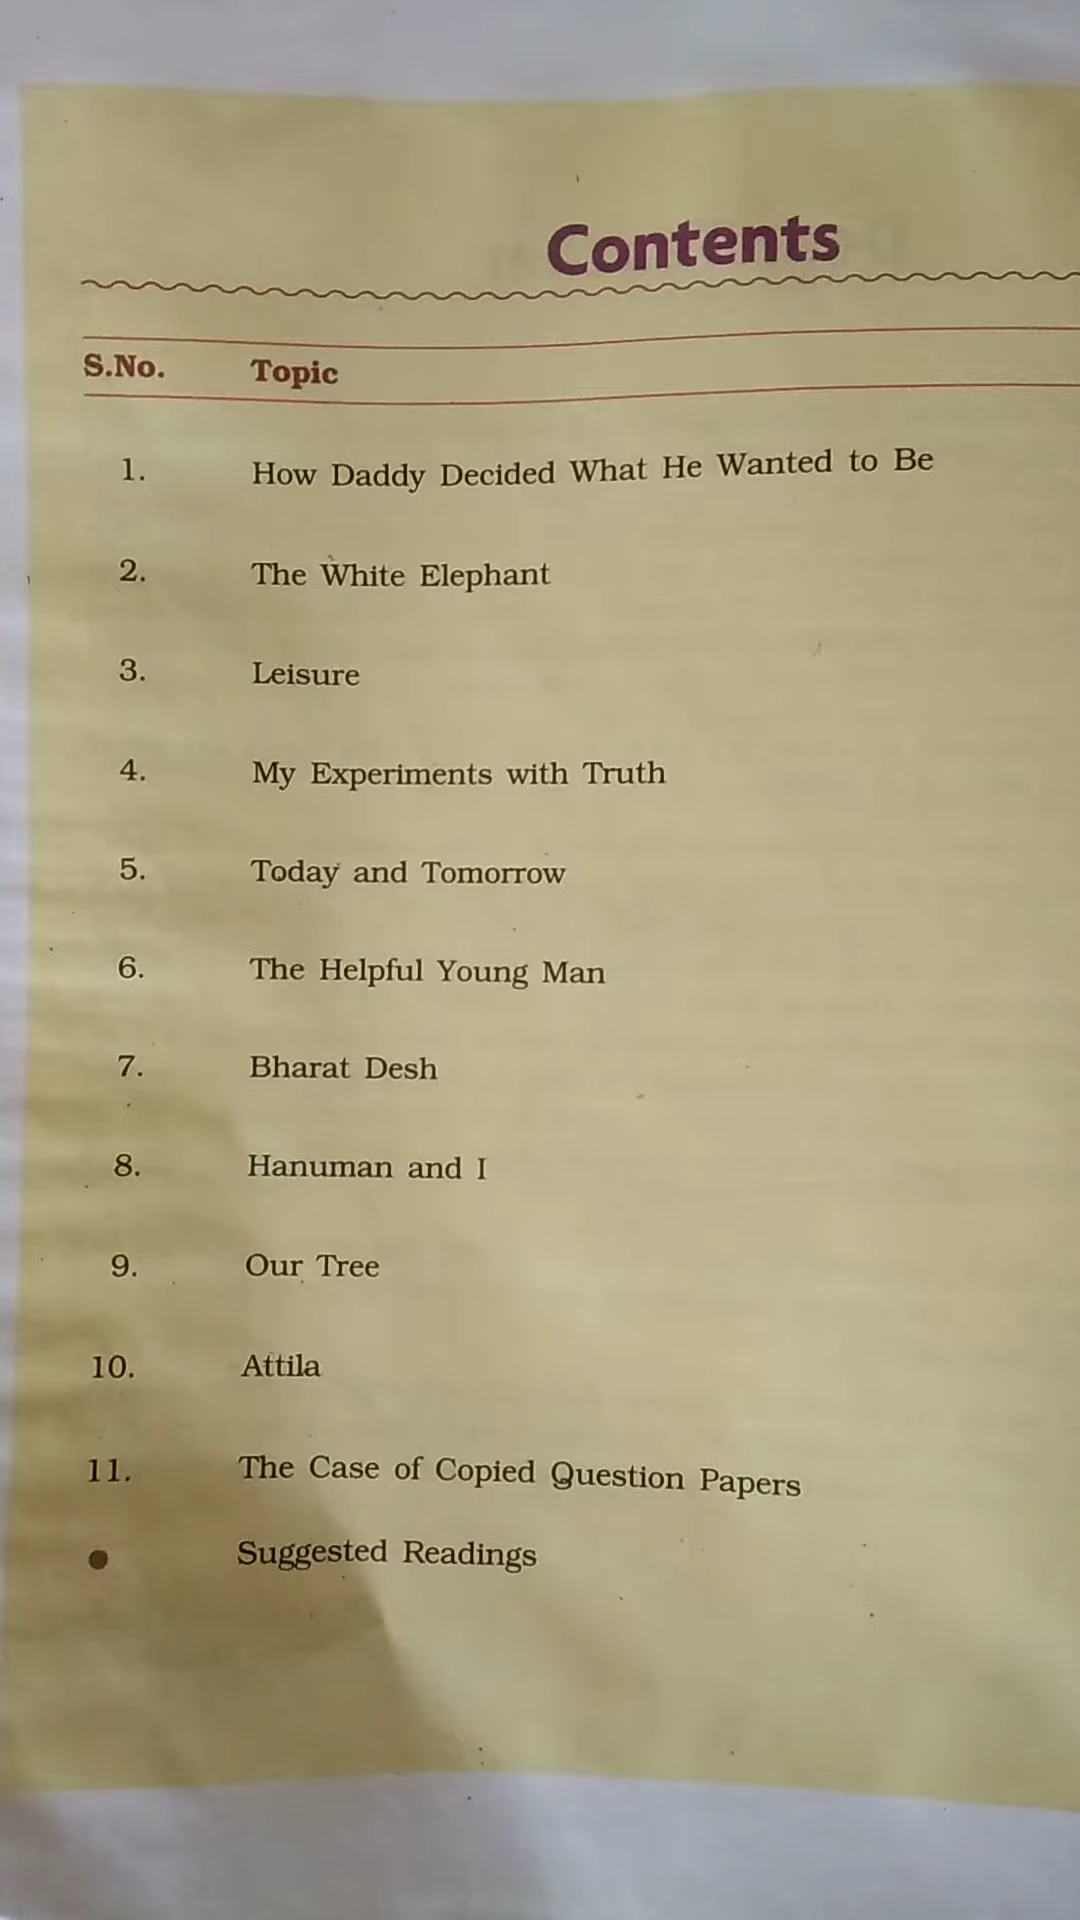 Contents
S.No. Topic
1. How Daddy Decided What He Wanted to Be
2. The White Elephant
3. Leisure
4. My Experiments with Truth
5. Today and Tomorrow
6. The Helpful Young Man
7. Bharat Desh
8. Hanuman and I
9. Our Tree
10. Attila
11. The Case of Copied Question Papers
● Suggested Readings